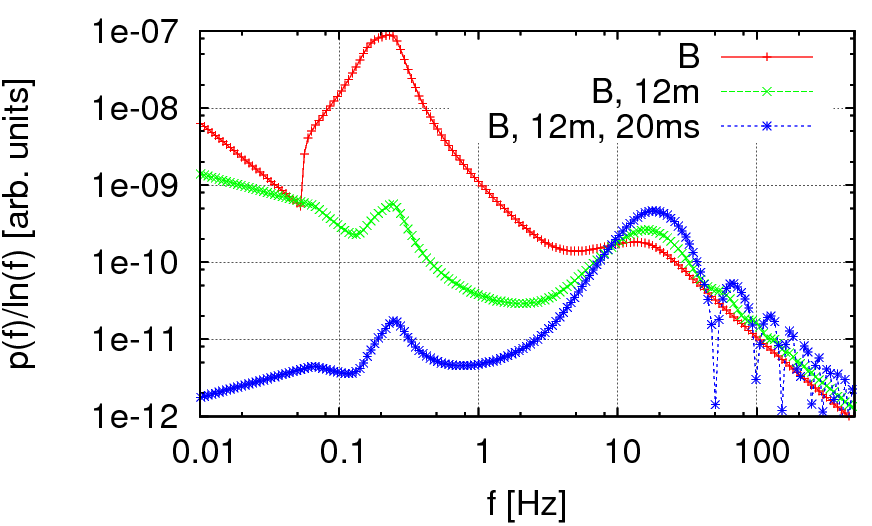 p(f)/ln(f) [arb. units]
1e-07
1e-08
1e-09
1e-10
1e-11
1e-12
B
B, 12m
B, 12m, 20ms
0.01 0.1 1 10 100
f [Hz]